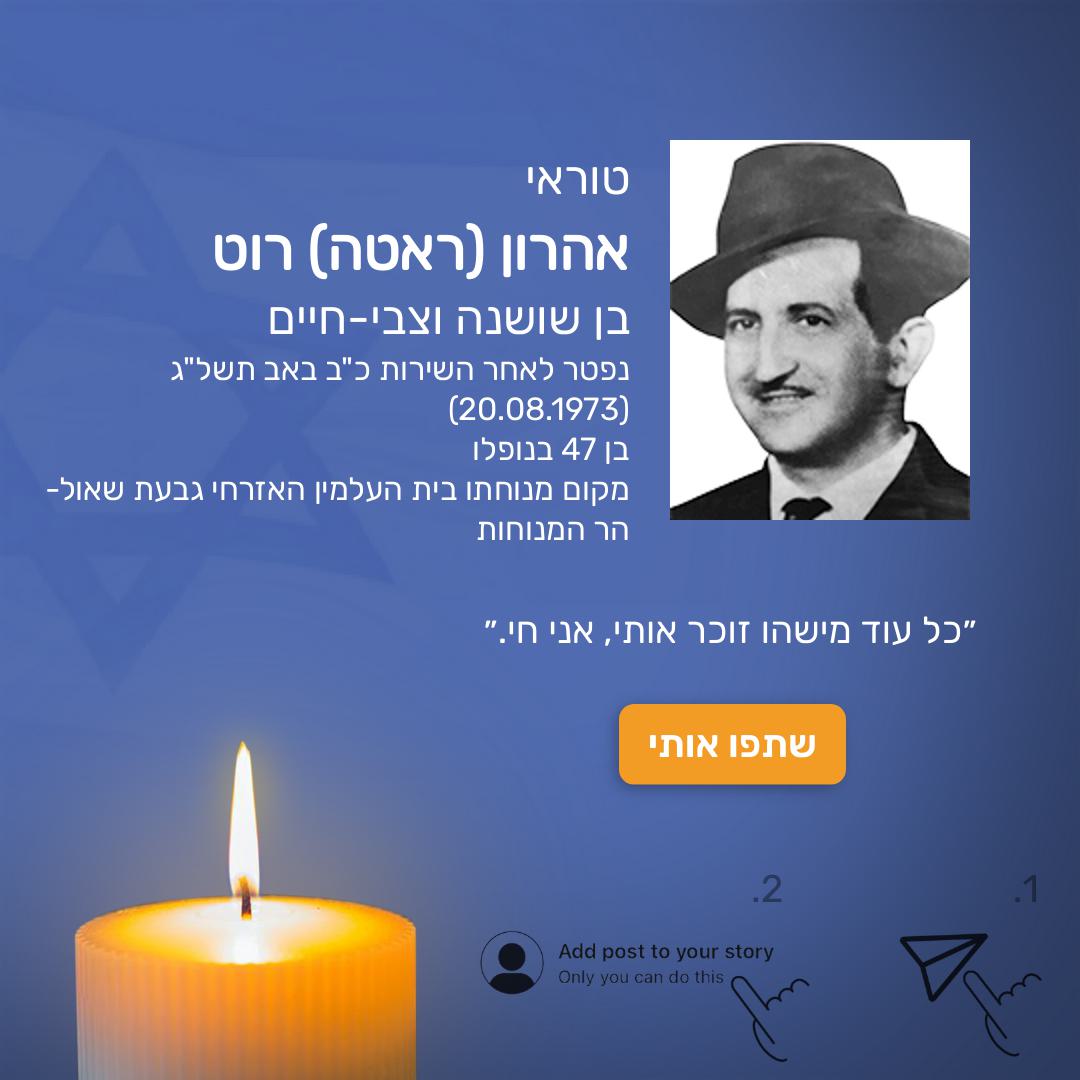 טוראי
אהרון (ראטה) רוט
בן שושנה וצבי-חיים
נפטר לאחר השירות כ"ב באב תשל"ג
(20.08.1973)
בן 47 בנופלו
מקום מנוחתו בית העלמין האזרחי גבעת שאול-
הר המנוחות
״כל עוד מישהו זוכר אותי, אני חי.״
שתפו אותי
1.
2.
Add post to your story
Only you can do this